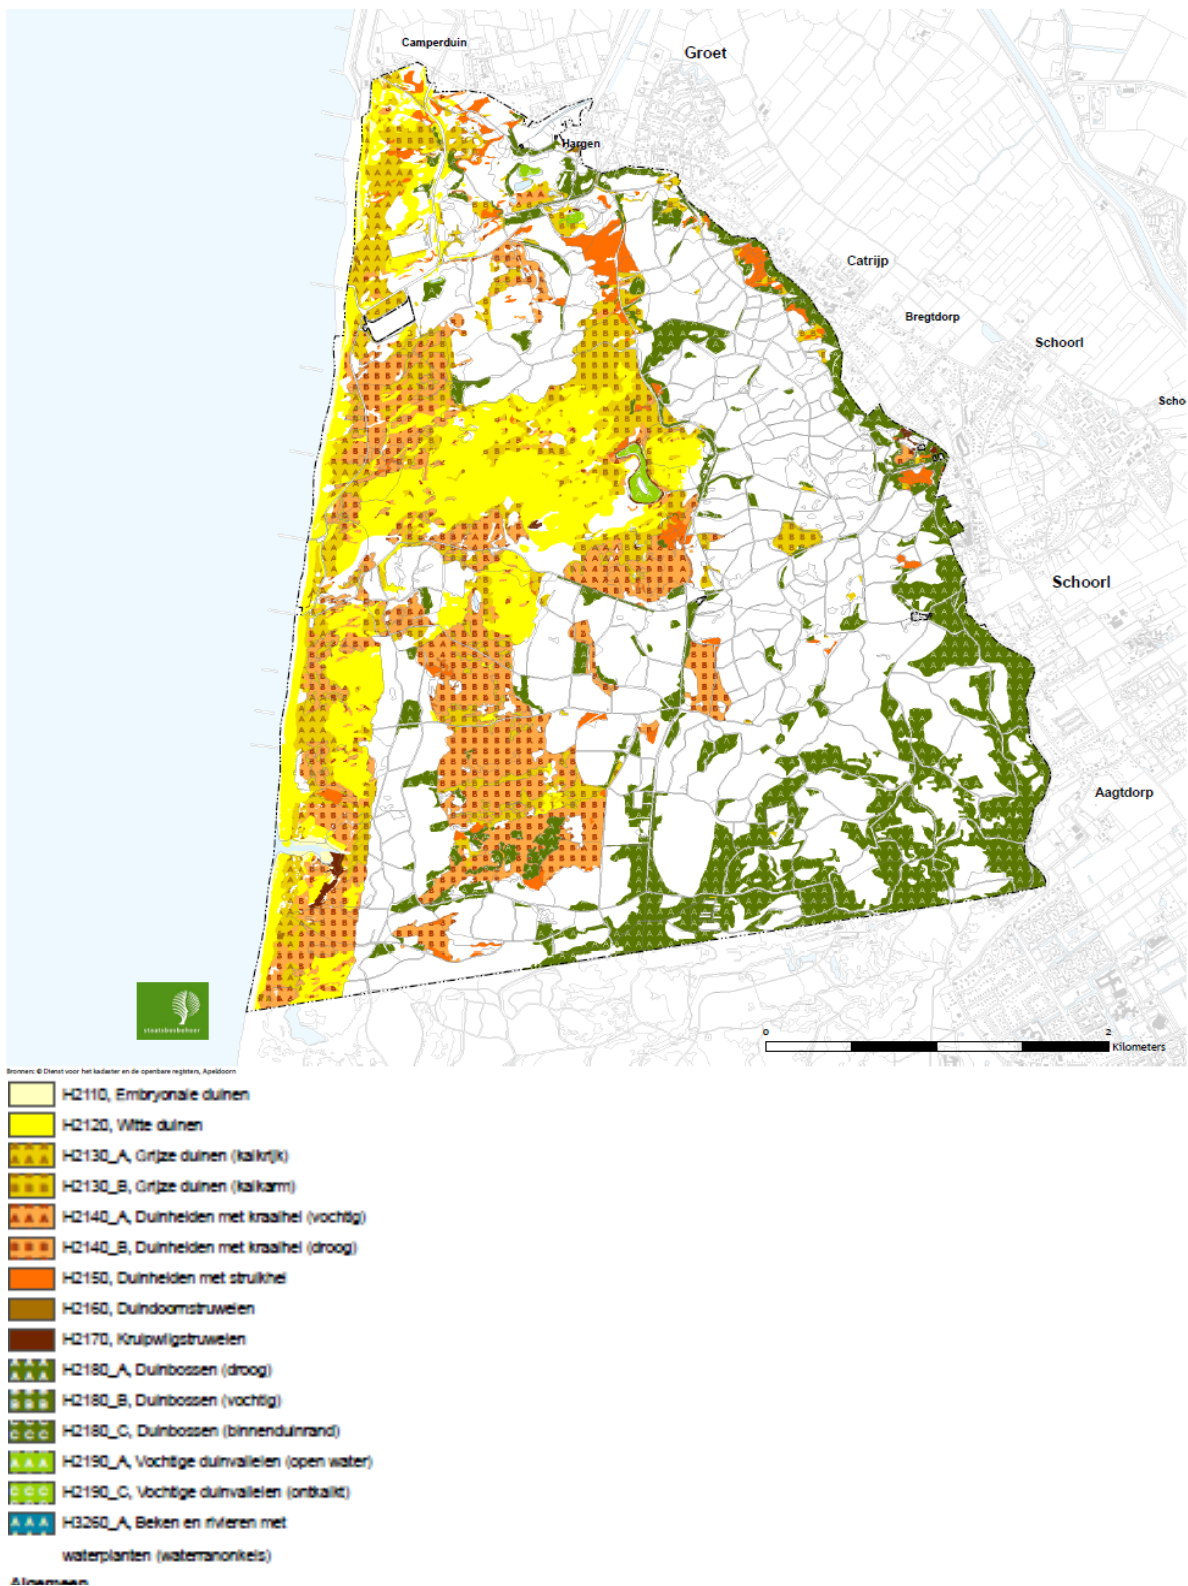 Camperduin
Groet
Hargen
Catrijp
Bregtdorp
Schoorl
Scho
Schoorl
Aagtdorp
staatsbosbeheer
0 2
Kilometers
Bronnen: © Dienst voor het kadaster en de openbare registers, Apeldoorn
H2110, Embryonale duinen
H2120, Witte duinen
H2130_A, Grijze duinen (kalkrijk)
H2130_B, Grijze duinen (kalkarm)
H2140_A, Duinheiden met kraaihei (vochtig)
H2140_B, Duinheiden met kraaihei (droog)
H2150, Duinheiden met struikhei
H2160, Duindoornstruwelen
H2170, Kruipwilgstruwelen
H2180_A, Duinbossen (droog)
H2180_B, Duinbossen (vochtig)
H2180_C, Duinbossen (binnenduinrand)
H2190_A, Vochtige duinvalleien (open water)
H2190_C, Vochtige duinvalleien (ontkalkt)
H3260_A, Beken en rivieren met
waterplanten (waterranonkels)
Algemeen